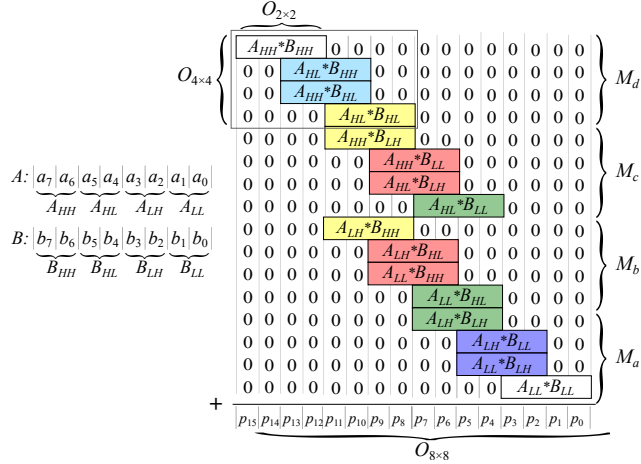 O2×2
AHH*BHH 0 0 0 0 0 0 0 0 0 0 0 0
0 0 AHL*BHH 0 0 0 0 0 0 0 0 0 0
O4×4 Md
0 0 AHH*BHL 0 0 0 0 0 0 0 0 0 0
0 0 0 0 AHL*BHL 0 0 0 0 0 0 0 0
0 0 0 0 AHH*BLH 0 0 0 0 0 0 0 0
0 0 0 0 0 0 AHH*BLL 0 0 0 0 0 0
Mc
A: a7 a6 a5 a4 a3 a2 a1 a0
0 0 0 0 0 0 AHL*BLH 0 0 0 0 0 0
AHH AHL ALH ALL
0 0 0 0 0 0 0 0 AHL*BLL 0 0 0 0
0 0 0 0 ALH*BHH 0 0 0 0 0 0 0 0
B: b7 b6 b5 b4 b3 b2 b1 b0
Mb
0 0 0 0 0 0 ALH*BHL 0 0 0 0 0 0
BHH BHL BLH BLL
0 0 0 0 0 0 ALL*BHH 0 0 0 0 0 0
0 0 0 0 0 0 0 0 ALL*BHL 0 0 0 0
0 0 0 0 0 0 0 0 ALH*BLH 0 0 0 0
0 0 0 0 0 0 0 0 0 0 ALH*BLL 0 0
Ma
0 0 0 0 0 0 0 0 0 0 ALL*BLH 0 0
0 0 0 0 0 0 0 0 0 0 0 0 ALL*BLL
+
p15 p14 p13 p12 p11 p10 p9 p8 p7 p6 p5 p4 p3 p2 p1 p0
O8×8